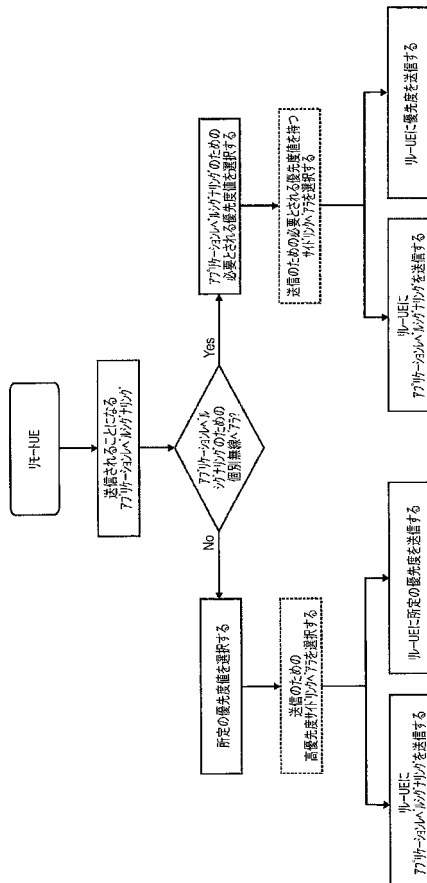 リモートUE
送信されることになる
アプリケーションレベルシグナリング
アプリケーションレベル
シグナリングのための
個別無線ベアラ?
No
Yes
所定の優先度値を選択する
アプリケーションレベルシグナリングのための
必要とされる優先度値を選択する
送信のための
高優先度サイドリンクベアラを選択する
送信のための必要とされる優先度値を持つ
サイドリンクベアラを選択する
リレーUEに
アプリケーションレベルシグナリングを送信する
リレーUEに所定の優先度を送信する
リレーUEに
アプリケーションレベルシグナリングを送信する
リレーUEに優先度を送信する